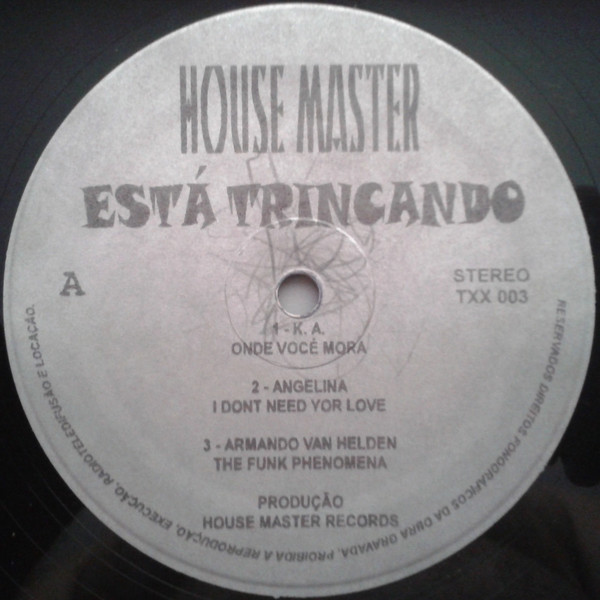 HOUSE MASTER
ESTÁ TRINCANDO
A
STEREO
TXX 003
1 - K. A.
ONDE VOCÊ MORA
2 - ANGELINA
I DONT NEED YOR LOVE
3 - ARMANDO VAN HELDEN
THE FUNK PHENOMENA
PRODUÇÃO
HOUSE MASTER RECORDS
RESERVADOS DIREITOS FONOGRAFICOS DA OBRA GRAVADA. PROIBIDA A REPRODUÇÃO, EXECUÇÃO, RADIOTELEDIFUSÃO E LOCAÇÃO.